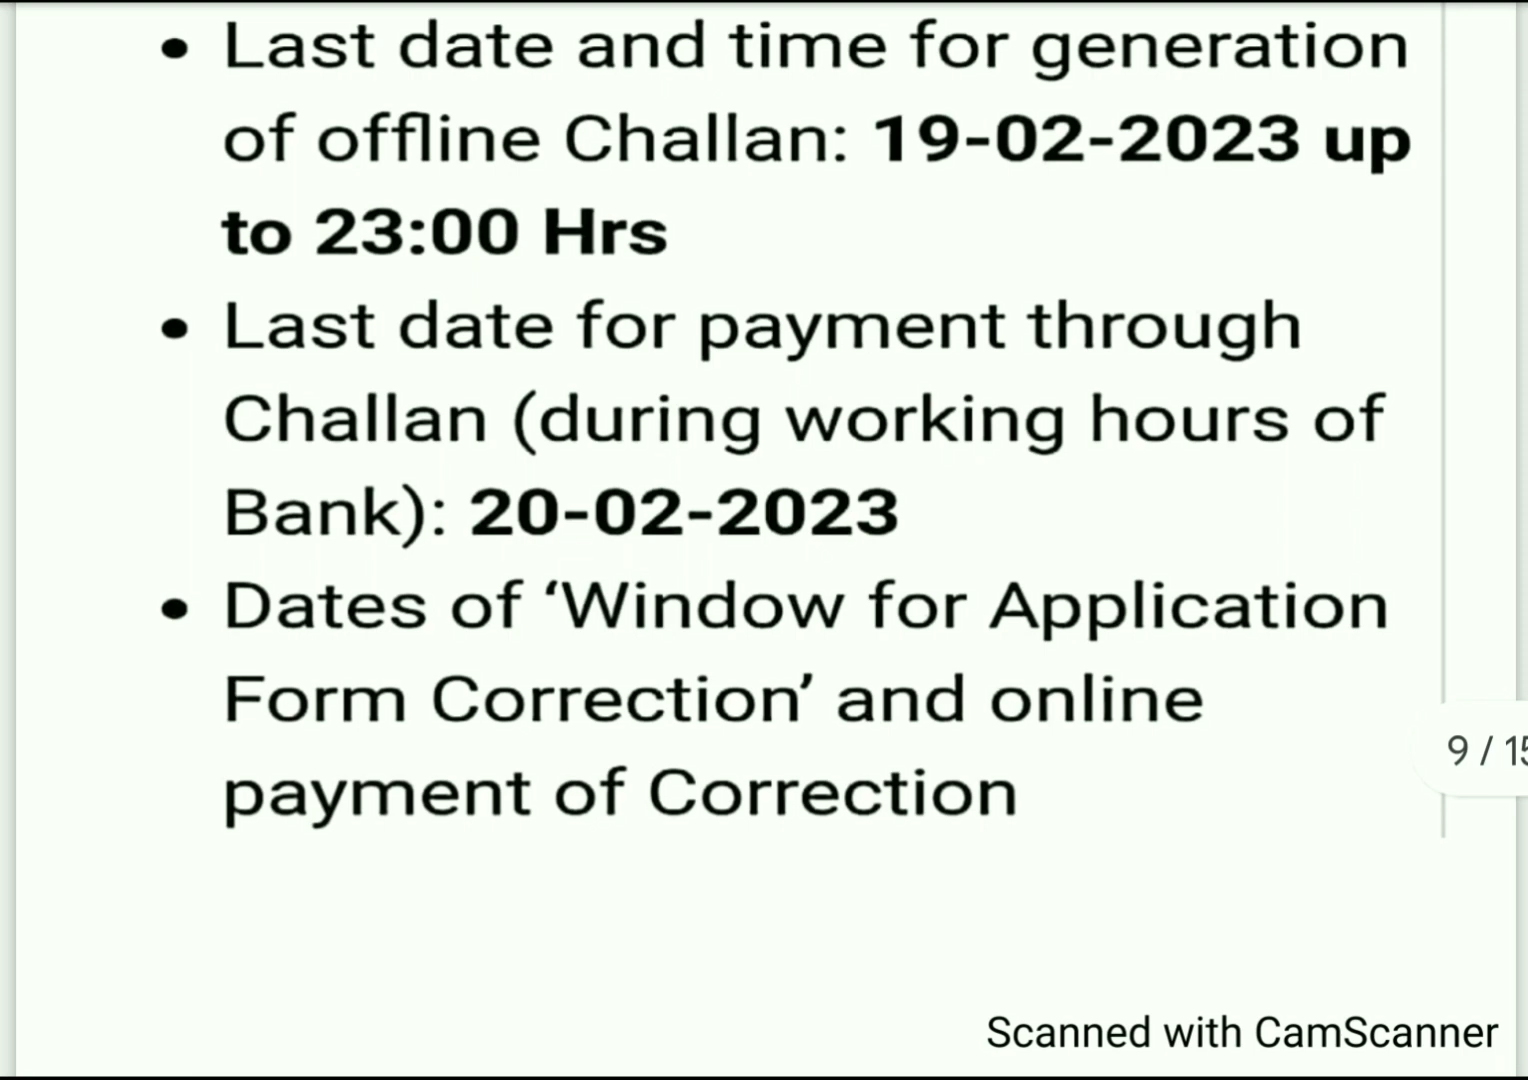 • Last date and time for generation
of offline Challan: 19-02-2023 up
to 23:00 Hrs
• Last date for payment through
Challan (during working hours of
Bank): 20-02-2023
• Dates of ‘Window for Application
Form Correction’ and online
9 / 15
payment of Correction
Scanned with CamScanner